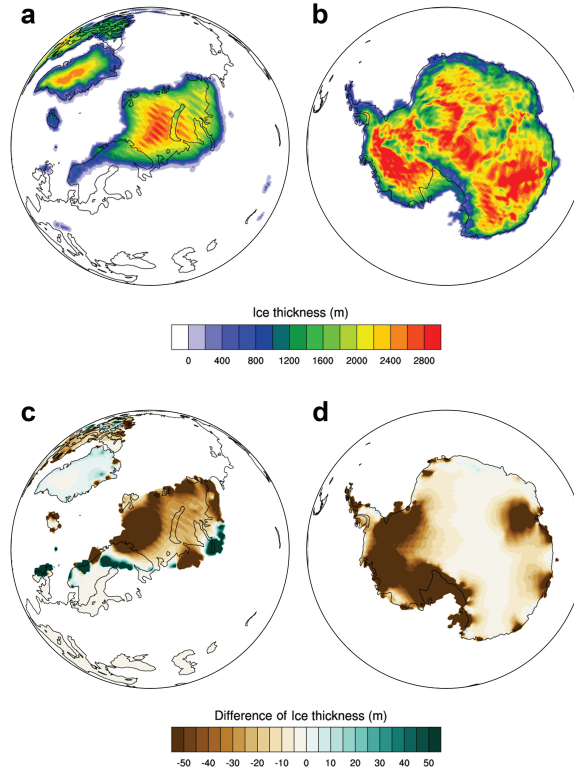 a
b
Ice thickness (m)
0 400 800 1200 1600 2000 2400 2800
c
d
Difference of Ice thickness (m)
-50 -40 -30 -20 -10 0 10 20 30 40 50